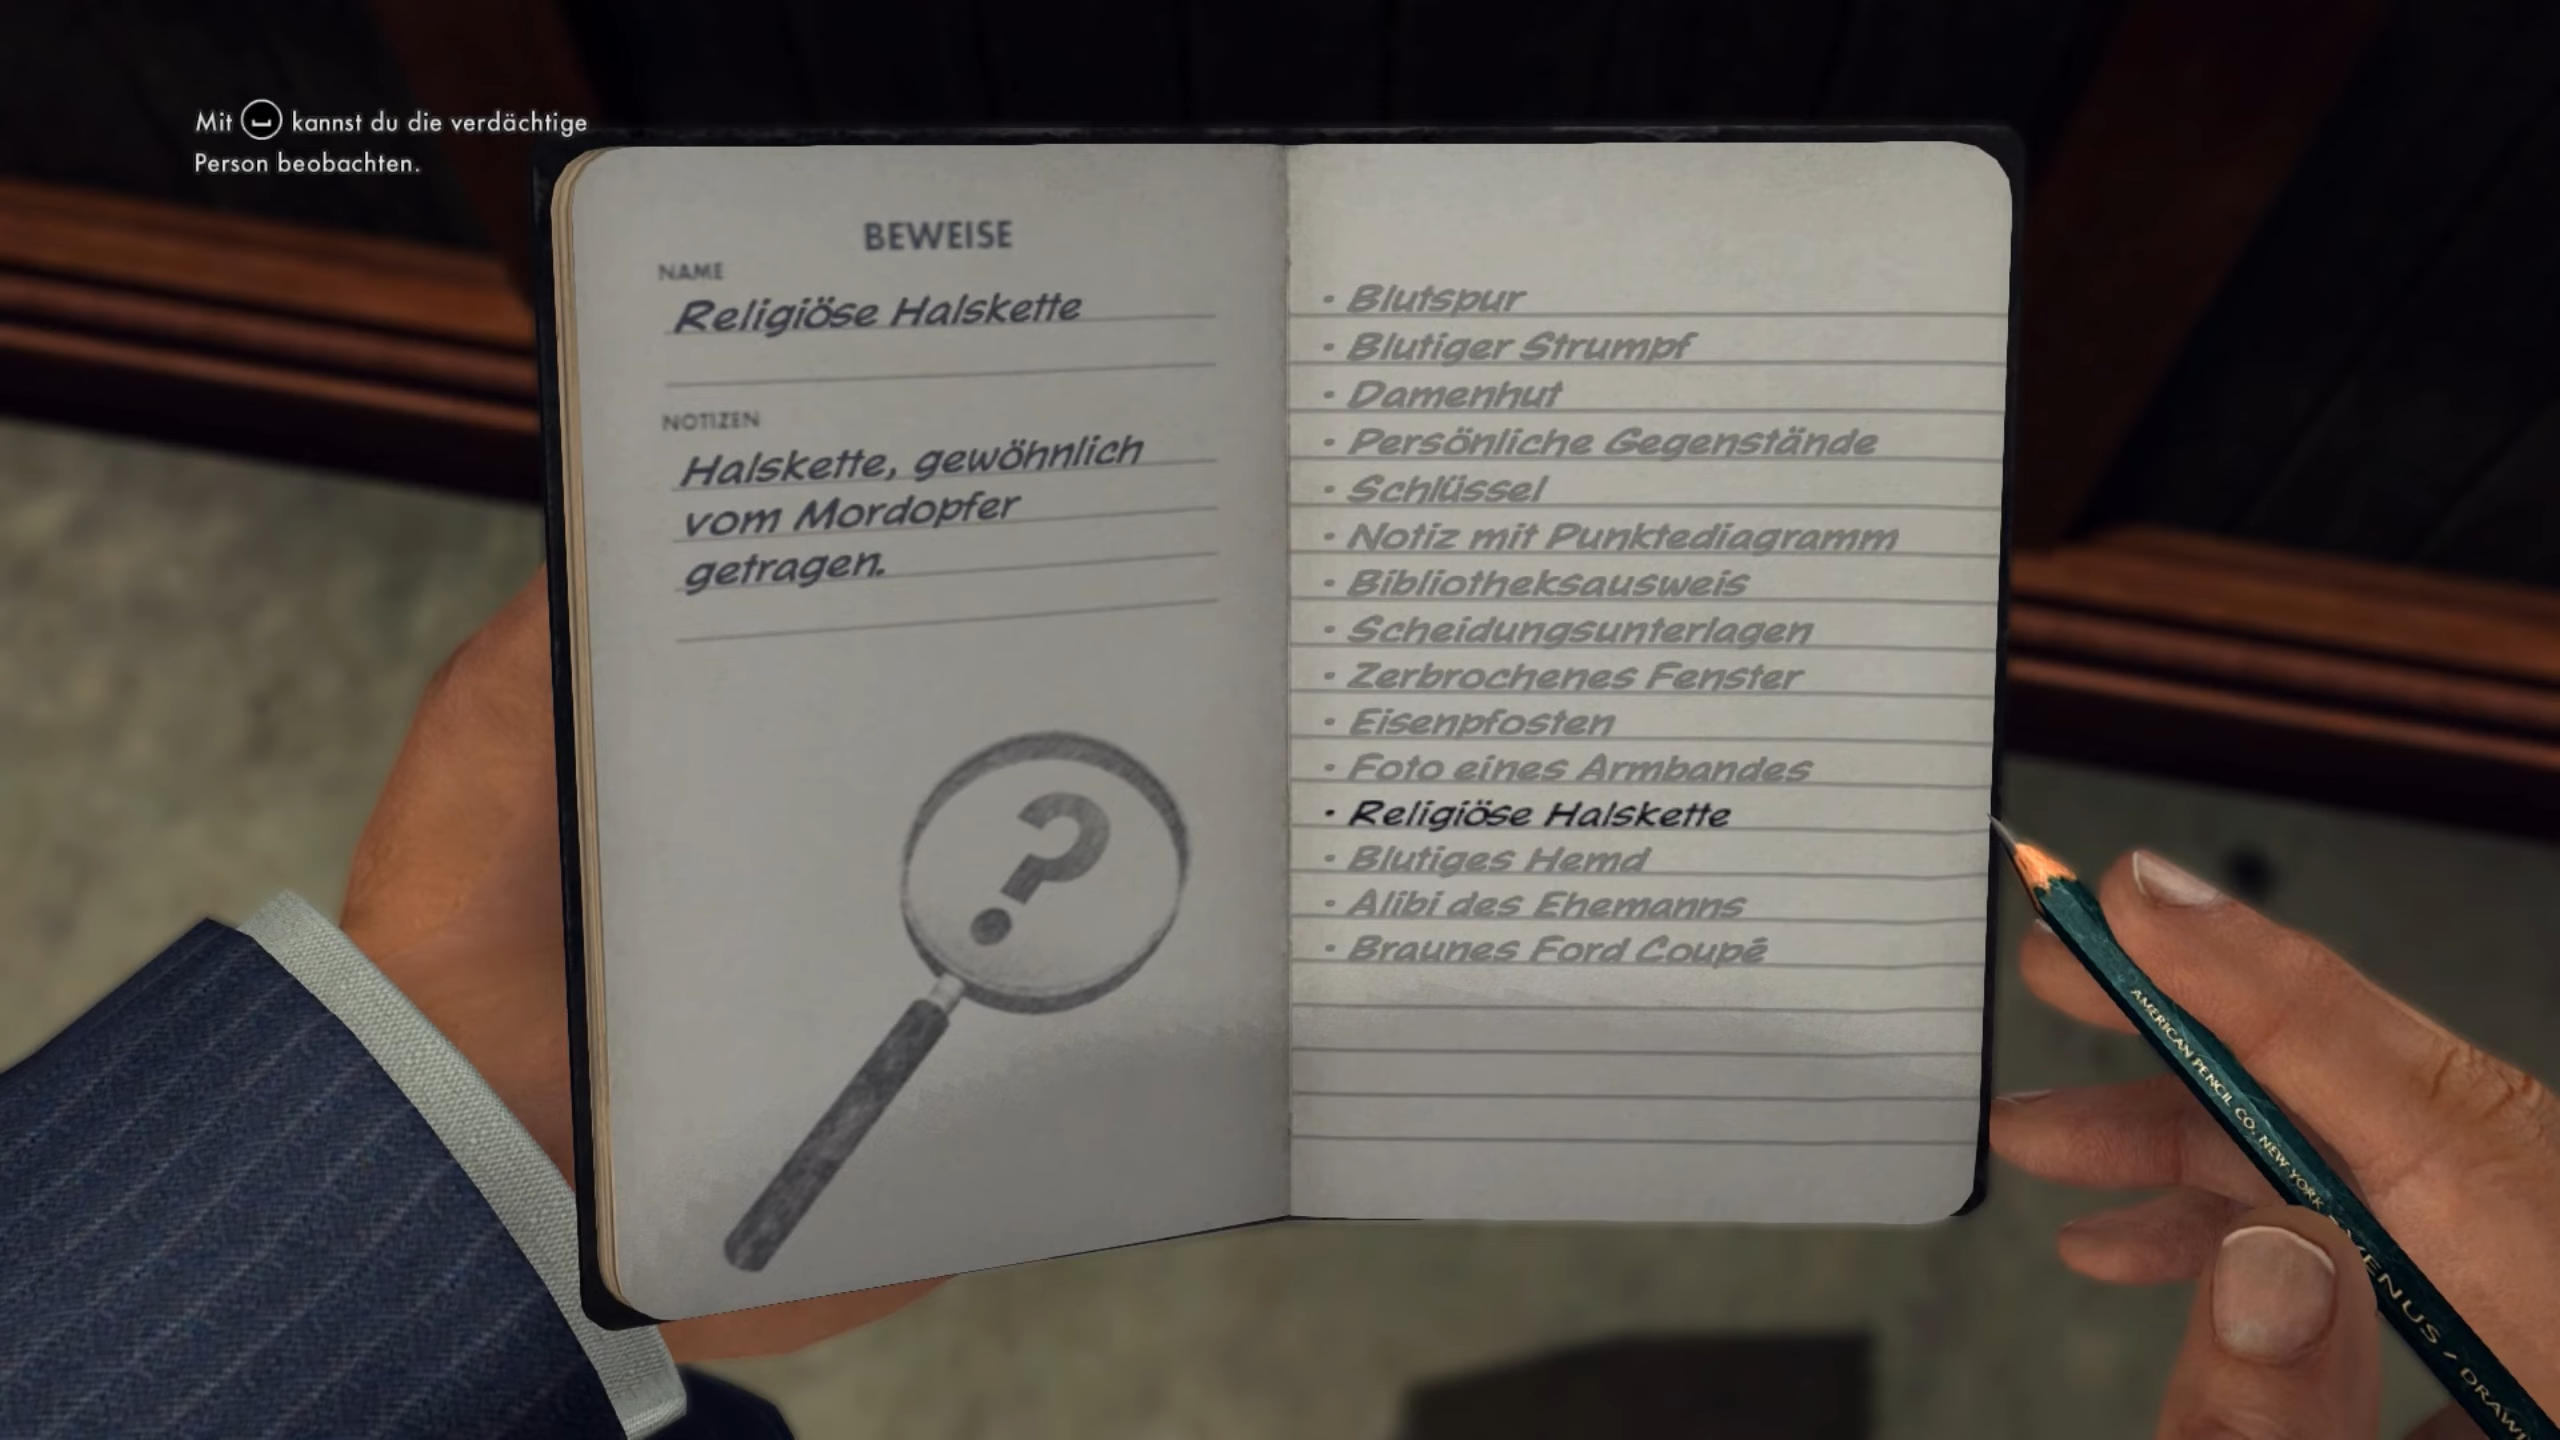 Mit kannst du die verdächtige
Person beobachten.
BEWEISE
NAME
Religiöse Halskette
NOTIZEN
Halskette, gewöhnlich
vom Mordopfer
getragen.
?
• Blutspur
• Blutiger Strumpf
• Damenhut
• Persönliche Gegenstände
• Schlüssel
• Notiz mit Punktediagramm
• Bibliotheksausweis
• Scheidungsunterlagen
• Zerbrochenes Fenster
• Eisenpfosten
• Foto eines Armbandes
• Religiöse Halskette
• Blutiges Hemd
• Alibi des Ehemanns
• Braunes Ford Coupé
AMERICAN PENCIL CO. NEW YORK